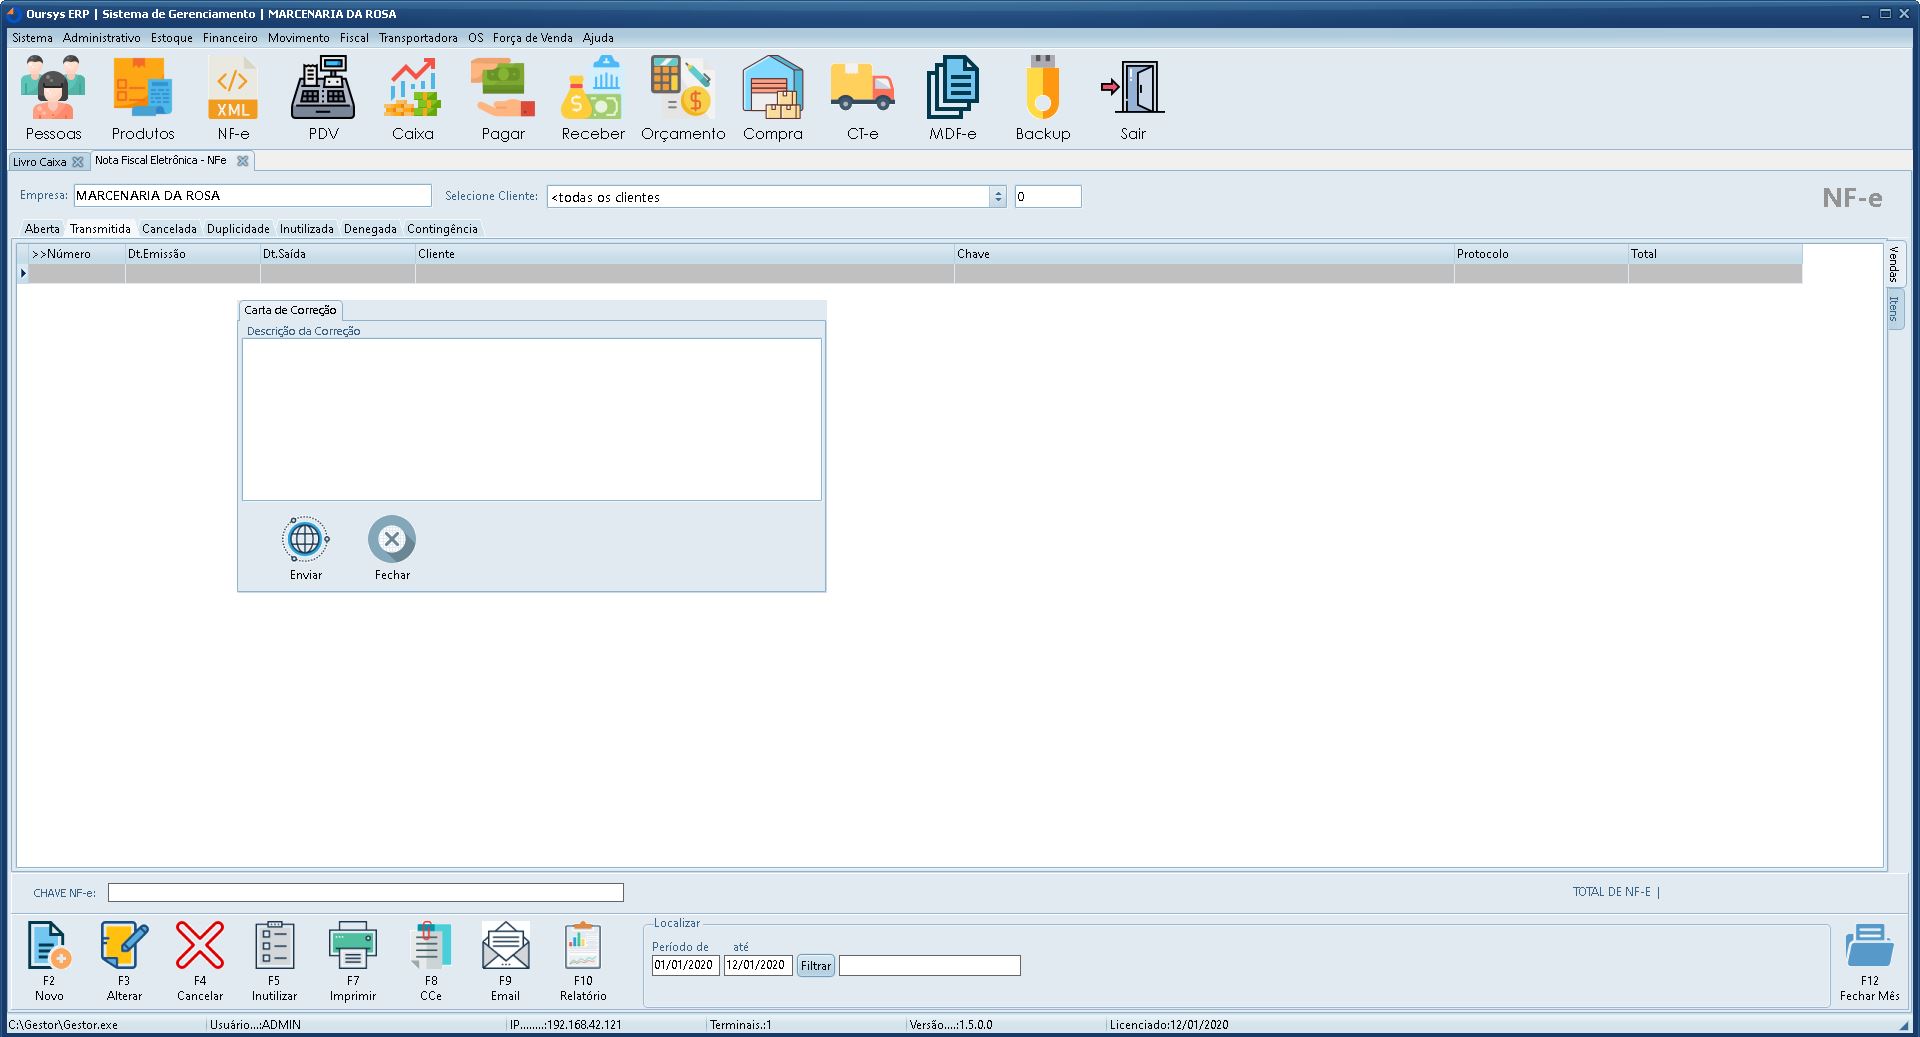 Oursys ERP | Sistema de Gerenciamento | MARCENARIA DA ROSA
Sistema Administrativo Estoque Financeiro Movimento Fiscal Transportadora OS Força de Venda Ajuda
XML
Pessoas Produtos NF-e PDV Caixa Pagar Receber Orçamento Compra CT-e MDF-e Backup Sair
Livro Caixa Nota Fiscal Eletrônica - NFe
Empresa: MARCENARIA DA ROSA Selecione Cliente: <todas os clientes 0 NF-e
Aberta Transmitida Cancelada Duplicidade Inutilizada Denegada Contingência
>>Número Dt.Emissão Dt.Saída Cliente Chave Protocolo Total
Vendas
Itens
Carta de Correção
Descrição da Correção
Enviar Fechar
CHAVE NF-e: TOTAL DE NF-E |
Localizar
Período de até
01/01/2020 12/01/2020 Filtrar
F2 F3 F4 F5 F7 F8 F9 F10 F12
Novo Alterar Cancelar Inutilizar Imprimir CCe Email Relatório Fechar Mês
C:\Gestor\Gestor.exe Usuário...:ADMIN IP........:192.168.42.121 Terminais.:1 Versão....:1.5.0.0 Licenciado:12/01/2020